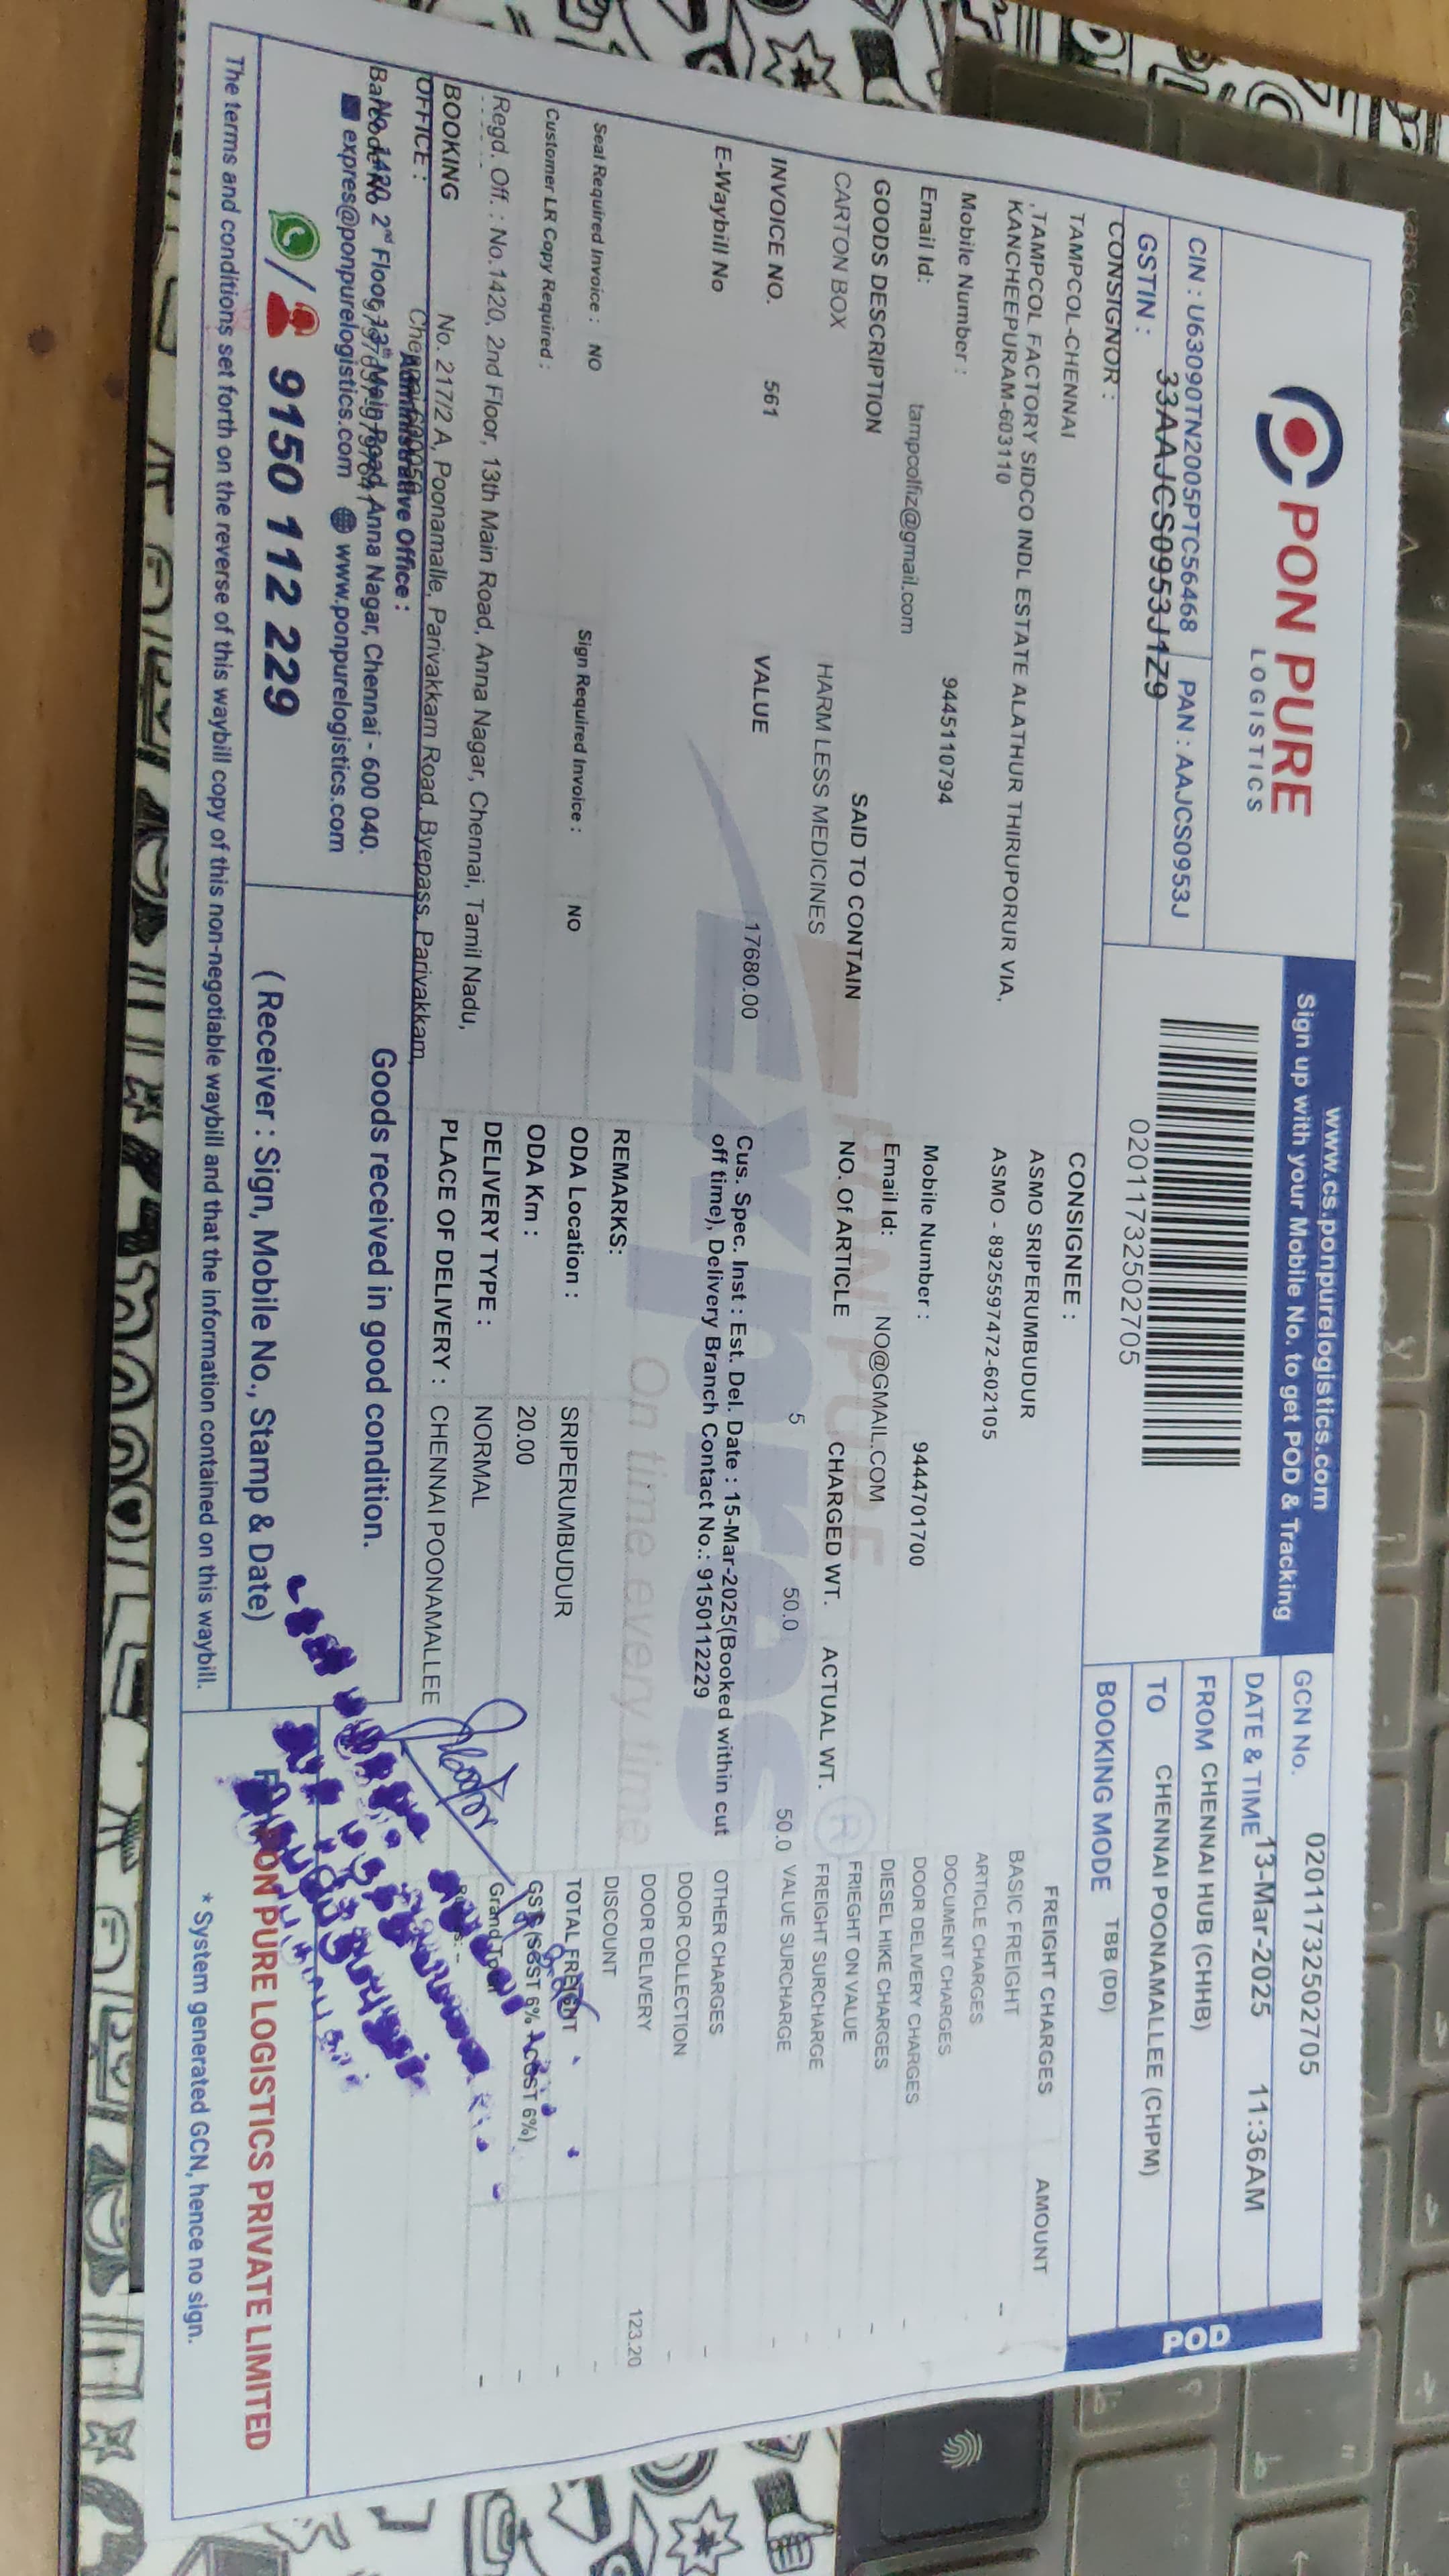 PON PURE
LOGISTICS
CIN : U63090TN2005PTC56468 PAN : AAJCS0953J
GSTIN : 33AAJCS0953J1Z9
www.cs.ponpurelogistics.com
Sign up with your Mobile No. to get POD & Tracking
02011732502705
GCN No. 02011732502705
DATE & TIME 13-Mar-2025 11:36AM
FROM CHENNAI HUB (CHHB)
TO CHENNAI POONAMALLEE (CHPM)
BOOKING MODE TBB (DD)
POD
CONSIGNOR :
TAMPCOL-CHENNAI
,TAMPCOL FACTORY SIDCO INDL ESTATE ALATHUR THIRUPORUR VIA,
KANCHEEPURAM-603110
Mobile Number : 9445110794
Email Id: tampcolfiz@gmail.com
CONSIGNEE :
ASMO SRIPERUMBUDUR
ASMO - 8925597472-602105
Mobile Number : 9444701700
Email Id: NO@GMAIL.COM
GOODS DESCRIPTION SAID TO CONTAIN NO. Of ARTICLE CHARGED WT. ACTUAL WT.
CARTON BOX HARM LESS MEDICINES 5 50.0 50.0
INVOICE NO. 561 VALUE 17680.00
E-Waybill No
Cus. Spec. Inst : Est. Del. Date : 15-Mar-2025(Booked within cut
off time), Delivery Branch Contact No.: 9150112229
PON PURE
Express
On time every time
REMARKS:
Seal Required Invoice : NO Sign Required Invoice : NO
ODA Location : SRIPERUMBUDUR
Customer LR Copy Required :
ODA Km : 20.00
Regd. Off. : No.1420, 2nd Floor, 13th Main Road, Anna Nagar, Chennai, Tamil Nadu,
DELIVERY TYPE : NORMAL
BOOKING OFFICE : No. 217/2 A, Poonamalle, Parivakkam Road, Byepass, Parivakkam,
PLACE OF DELIVERY : CHENNAI POONAMALLEE
FREIGHT CHARGES AMOUNT
BASIC FREIGHT --
ARTICLE CHARGES
DOCUMENT CHARGES
DOOR DELIVERY CHARGES -
DIESEL HIKE CHARGES -
FRIEGHT ON VALUE -
FREIGHT SURCHARGE
VALUE SURCHARGE -
OTHER CHARGES -
DOOR COLLECTION -
DOOR DELIVERY 123.20
DISCOUNT -
TOTAL FREIGHT -
GST (SGST 6% + CGST 6%) -
Grand Total -
Administrative Office :
No. 1420, 2nd Floor, 13th Main Road, Anna Nagar, Chennai - 600 040.
expres@ponpurelogistics.com www.ponpurelogistics.com
/ 9150 112 229
Goods received in good condition.
( Receiver : Sign, Mobile No., Stamp & Date)
PON PURE LOGISTICS PRIVATE LIMITED
The terms and conditions set forth on the reverse of this waybill copy of this non-negotiable waybill and that the information contained on this waybill.
* System generated GCN, hence no sign.